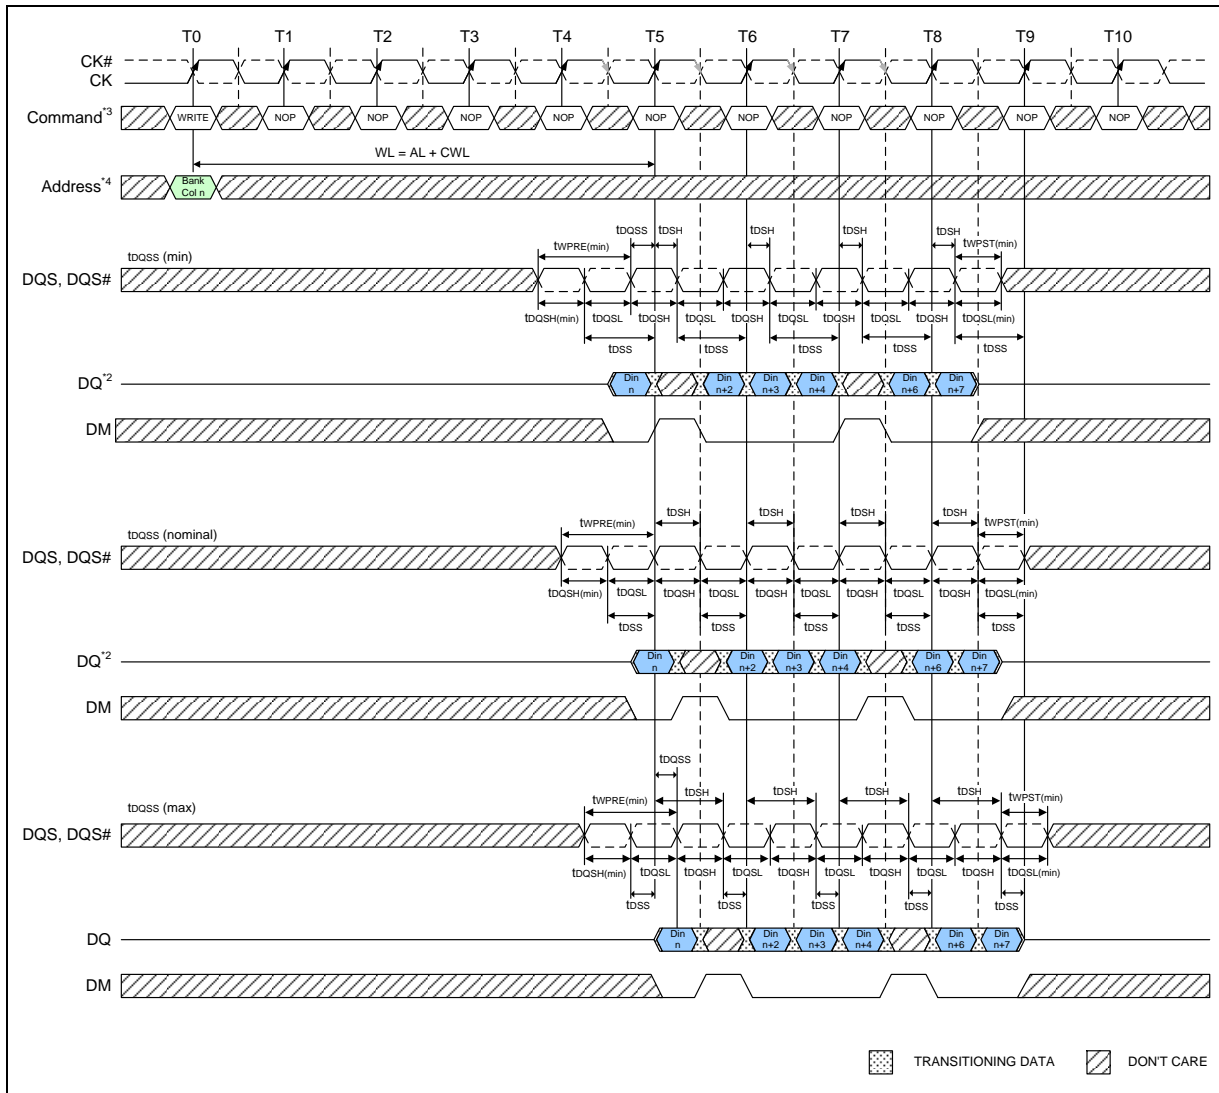 T0 T1 T2 T3 T4 T5 T6 T7 T8 T9 T10
CK#
CK
Command*3 WRITE NOP NOP NOP NOP NOP NOP NOP NOP NOP NOP
WL = AL + CWL
Address*4 Bank Col n
tDQSS tDSH tDSH tDSH tDSH
tDQSS (min) tWPRE(min) tWPST(min)
DQS, DQS#
tDQSH(min) tDQSL tDQSH tDQSL tDQSH tDQSL tDQSH tDQSL tDQSH tDQSL(min)
tDSS tDSS tDSS tDSS tDSS
DQ*2 Din n Din n+2 Din n+3 Din n+4 Din n+6 Din n+7
DM
tDSH tDSH tDSH tDSH
tDQSS (nominal) tWPRE(min) tWPST(min)
DQS, DQS#
tDQSH(min) tDQSL tDQSH tDQSL tDQSH tDQSL tDQSH tDQSL tDQSH tDQSL(min)
tDSS tDSS tDSS tDSS tDSS
DQ*2 Din n Din n+2 Din n+3 Din n+4 Din n+6 Din n+7
DM
tDQSS
tDQSS (max) tWPRE(min) tDSH tDSH tDSH tDSH tWPST(min)
DQS, DQS#
tDQSH(min) tDQSL tDQSH tDQSL tDQSH tDQSL tDQSH tDQSL tDQSH tDQSL(min)
tDSS tDSS tDSS tDSS tDSS
DQ Din n Din n+2 Din n+3 Din n+4 Din n+6 Din n+7
DM
TRANSITIONING DATA DON'T CARE